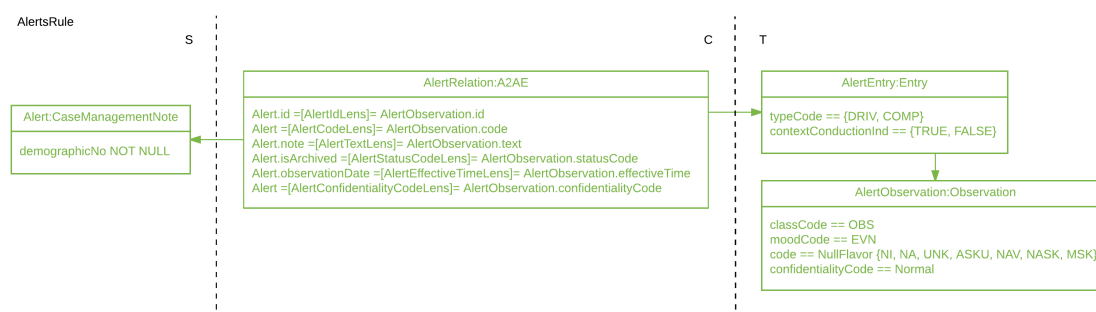 AlertsRule
S
C
T
Alert:CaseManagementNote
demographicNo NOT NULL
AlertRelation:A2AE
Alert.id =[AlertIdLens]= AlertObservation.id
Alert =[AlertCodeLens]= AlertObservation.code
Alert.note =[AlertTextLens]= AlertObservation.text
Alert.isArchived =[AlertStatusCodeLens]= AlertObservation.statusCode
Alert.observationDate =[AlertEffectiveTimeLens]= AlertObservation.effectiveTime
Alert =[AlertConfidentialityCodeLens]= AlertObservation.confidentialityCode
AlertEntry:Entry
typeCode == {DRIV, COMP}
contextConductionInd == {TRUE, FALSE}
AlertObservation:Observation
classCode == OBS
moodCode == EVN
code == NullFlavor {NI, NA, UNK, ASKU, NAV, NASK, MSK}
confidentialityCode == Normal